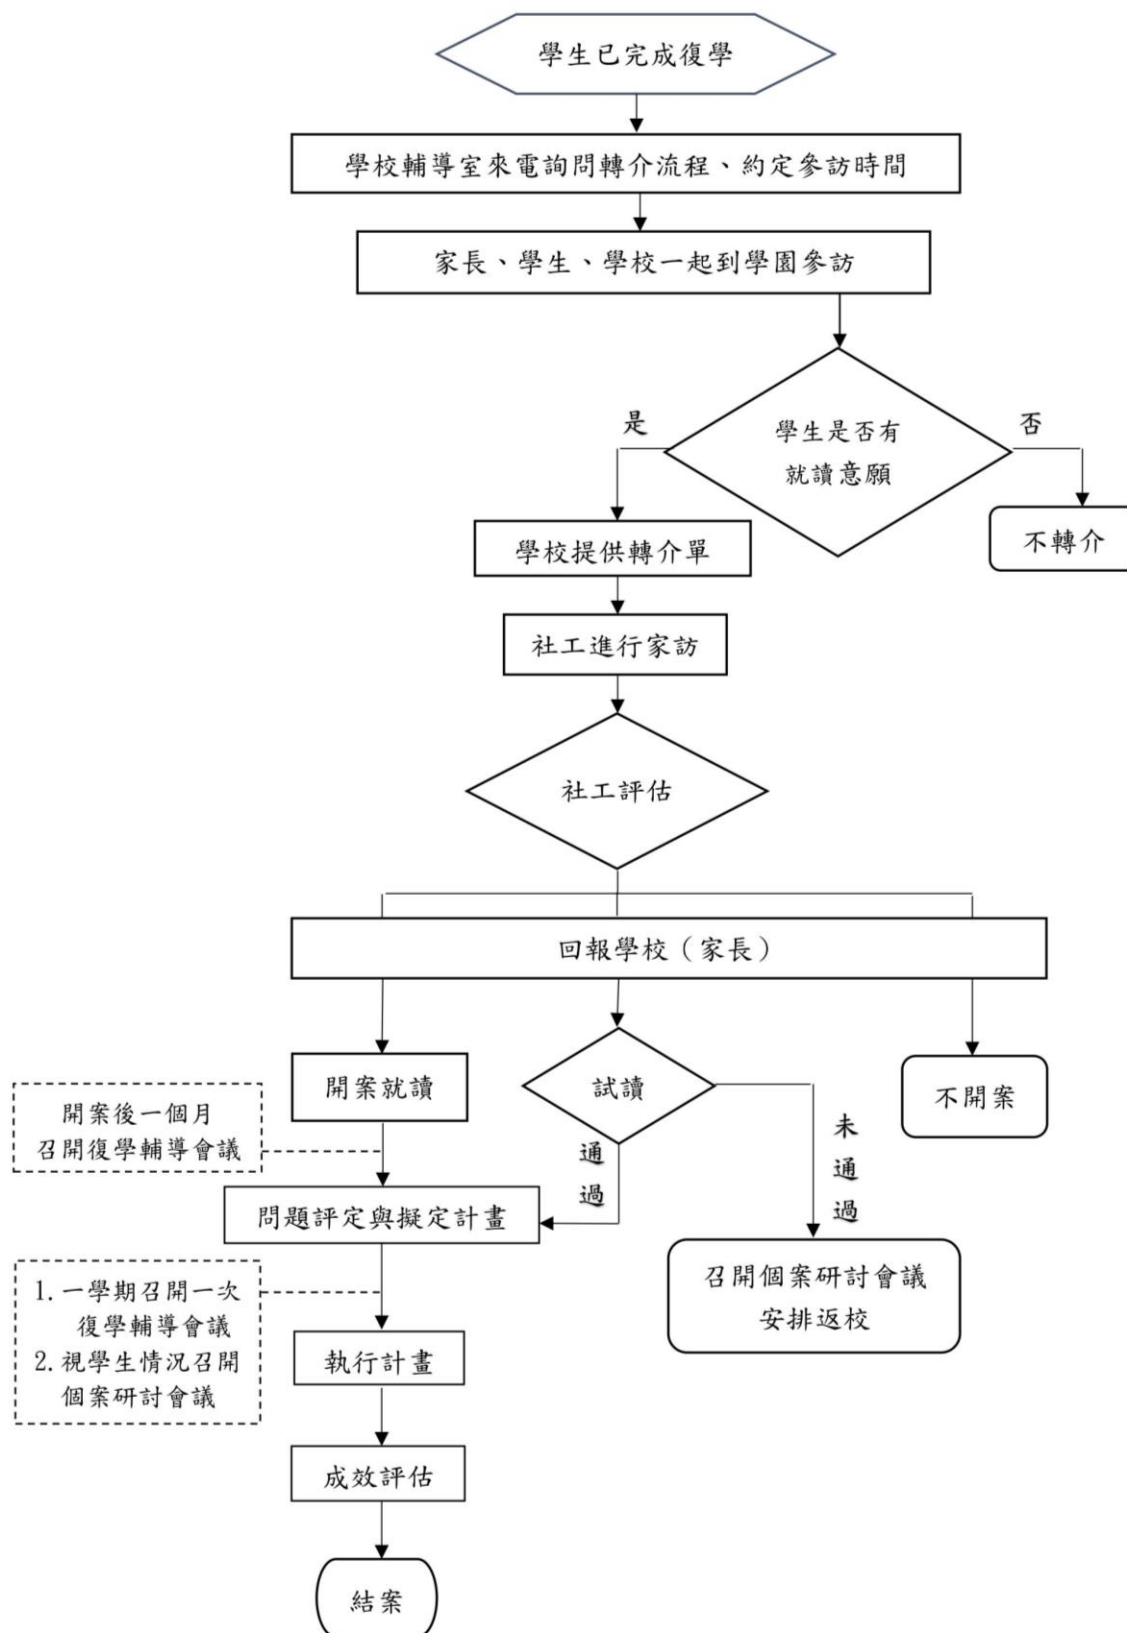 學生已完成復學
學校輔導室來電詢問轉介流程、約定參訪時間
家長、學生、學校一起到學園參訪
學生是否有
就讀意願
是
否
不轉介
學校提供轉介單
社工進行家訪
社工評估
回報學校（家長）
開案就讀
試讀
不開案
開案後一個月
召開復學輔導會議
通
過
未
通
過
問題評定與擬定計畫
召開個案研討會議
安排返校
1. 一學期召開一次
復學輔導會議
2. 視學生情況召開
個案研討會議
執行計畫
成效評估
結案